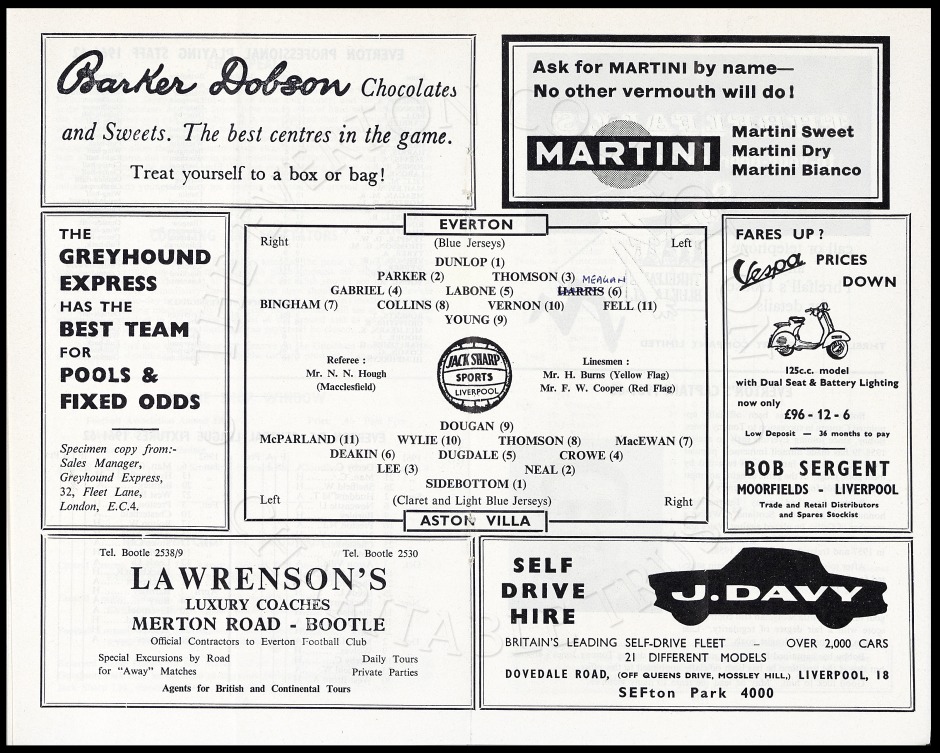 Barker Dobson Chocolates
and Sweets. The best centres in the game.
Treat yourself to a box or bag!
Ask for MARTINI by name—
No other vermouth will do!
MARTINI
Martini Sweet
Martini Dry
Martini Bianco
THE
GREYHOUND
EXPRESS
HAS THE
BEST TEAM
FOR
POOLS &
FIXED ODDS
Specimen copy from:-
Sales Manager,
Greyhound Express,
32, Fleet Lane,
London, E.C.4.
EVERTON
Right (Blue Jerseys) Left
DUNLOP (1)
PARKER (2) THOMSON (3)
MEAGAN
GABRIEL (4) LABONE (5) HARRIS (6)
BINGHAM (7) COLLINS (8) VERNON (10) FELL (11)
YOUNG (9)
Referee :
Mr. N. N. Hough
(Macclesfield)
JACK SHARP
SPORTS
LIVERPOOL
Linesmen :
Mr. H. Burns (Yellow Flag)
Mr. F. W. Cooper (Red Flag)
DOUGAN (9)
McPARLAND (11) WYLIE (10) THOMSON (8) MacEWAN (7)
DEAKIN (6) DUGDALE (5) CROWE (4)
LEE (3) NEAL (2)
SIDEBOTTOM (1)
Left (Claret and Light Blue Jerseys) Right
ASTON VILLA
FARES UP?
Vespa PRICES
DOWN
125c.c. model
with Dual Seat & Battery Lighting
now only
£96 - 12 - 6
Low Deposit — 36 months to pay
BOB SERGENT
MOORFIELDS - LIVERPOOL
Trade and Retail Distributors
and Spares Stockist
Tel. Bootle 2538/9 Tel. Bootle 2530
LAWRENSON'S
LUXURY COACHES
MERTON ROAD - BOOTLE
Official Contractors to Everton Football Club
Special Excursions by Road
for "Away" Matches
Daily Tours
Private Parties
Agents for British and Continental Tours
SELF
DRIVE
HIRE
J. DAVY
BRITAIN'S LEADING SELF-DRIVE FLEET – OVER 2,000 CARS
21 DIFFERENT MODELS
DOVEDALE ROAD, (OFF QUEENS DRIVE, MOSSLEY HILL,) LIVERPOOL, 18
SEFton Park 4000